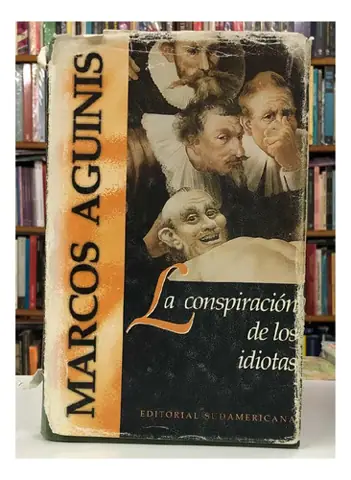 MARCOS AGUINIS
La conspiración
de los
idiotas
EDITORIAL SUDAMERICANA